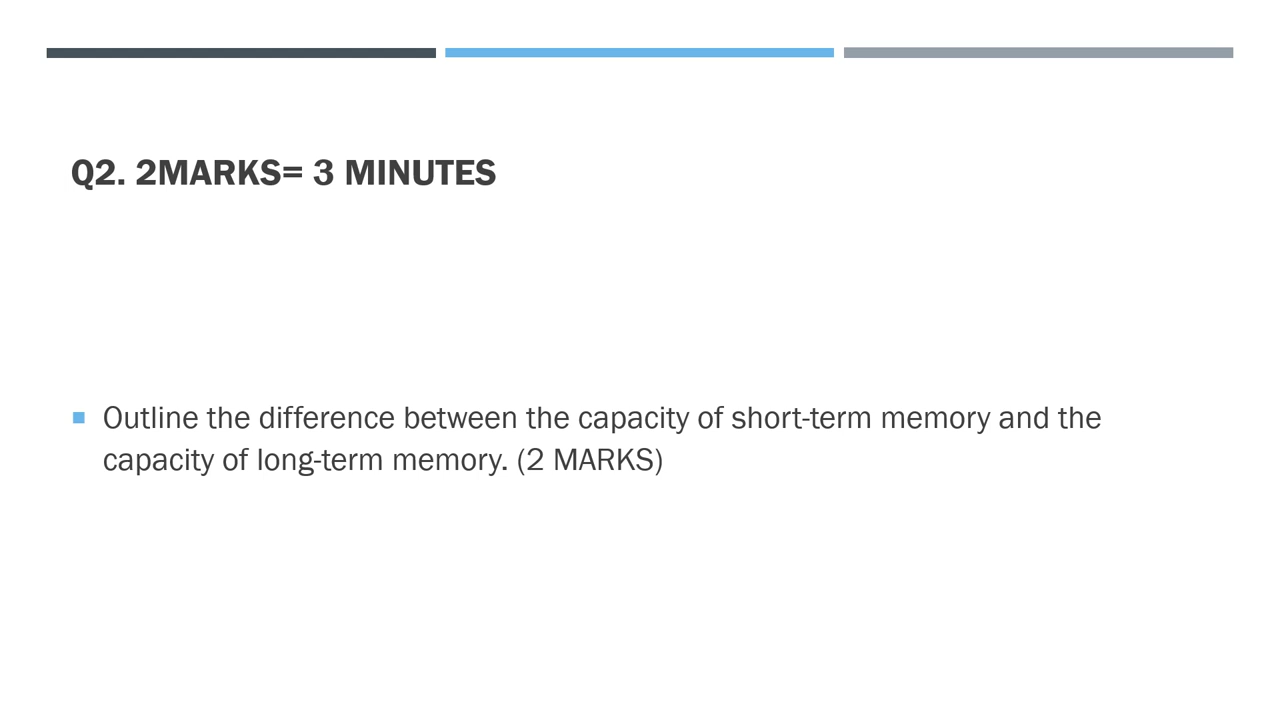 Q2. 2MARKS= 3 MINUTES
Outline the difference between the capacity of short-term memory and the
capacity of long-term memory. (2 MARKS)